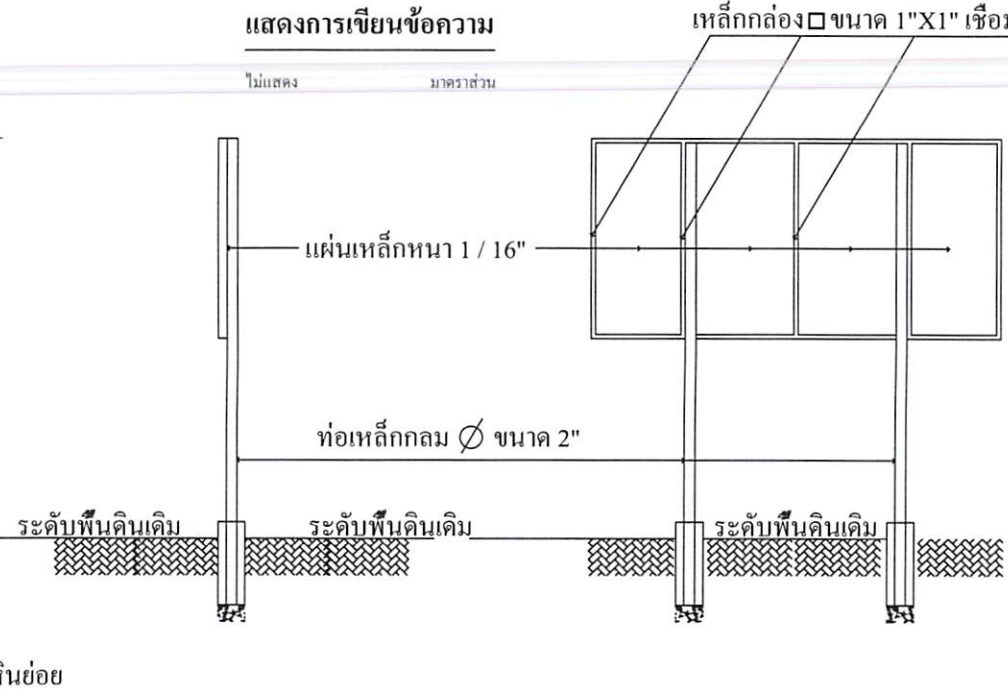 แสดงการเขียนข้อความ
ไม่แสดง มาตราส่วน
เหล็กกล่อง ขนาด 1"X1"
แผ่นเหล็กหนา 1 / 16"
ท่อเหล็กกลม Ø ขนาด 2"
ระดับพื้นดินเดิม ระดับพื้นดินเดิม ระดับพื้นดินเดิม